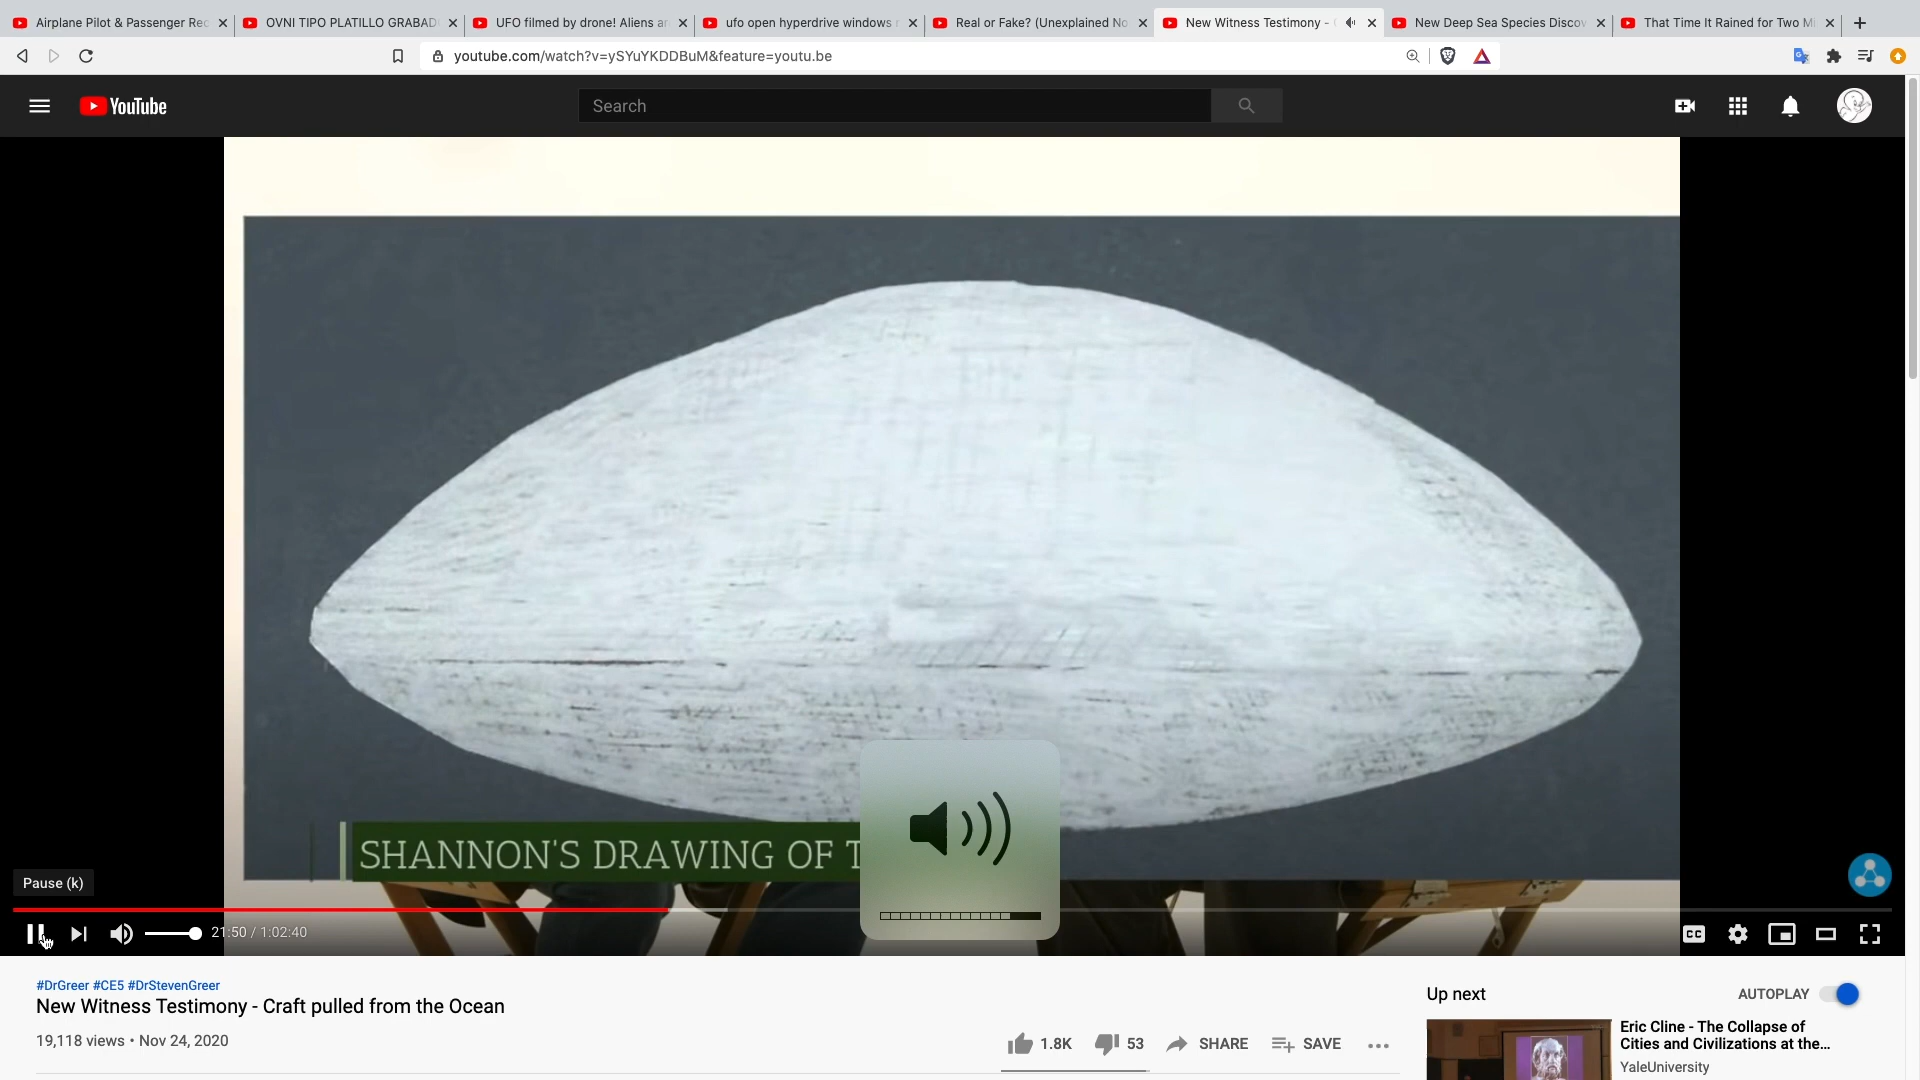 Airplane Pilot & Passenger Rec
OVNI TIPO PLATILLO GRABAD
UFO filmed by drone! Aliens a
ufo open hyperdrive windows
Real or Fake? (Unexplained No
New Witness Testimony -
New Deep Sea Species Discov
That Time It Rained for Two Mi
youtube.com/watch?v=ySYuYKDDBuM&feature=youtu.be
YouTube
Search
SHANNON'S DRAWING OF T
Pause (k)
21:50 / 1:02:40
CC
#DrGreer #CE5 #DrStevenGreer
New Witness Testimony - Craft pulled from the Ocean
19,118 views • Nov 24, 2020
1.8K
53
SHARE
SAVE
Up next
AUTOPLAY
Eric Cline - The Collapse of
Cities and Civilizations at the...
YaleUniversity